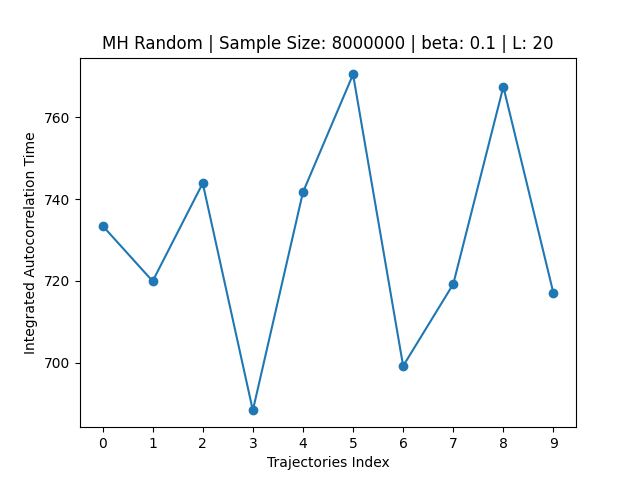 MH Random | Sample Size: 8000000 | beta: 0.1 | L: 20
760
740
720
700
Integrated Autocorrelation Time
0 1 2 3 4 5 6 7 8 9
Trajectories Index